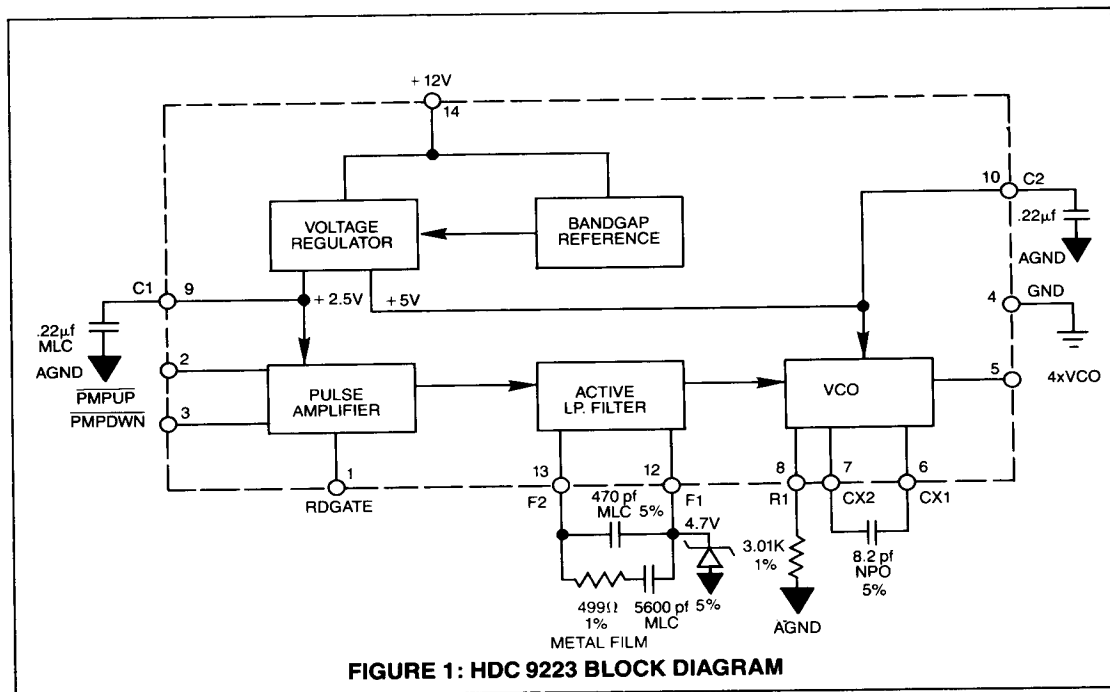 + 12V
14
10
C2
.22µf
AGND
VOLTAGE
REGULATOR
BANDGAP
REFERENCE
C1
9
+ 2.5V
+ 5V
4
GND
.22µf
MLC
AGND
2
PMPUP
3
PMPDWN
PULSE
AMPLIFIER
ACTIVE
LP. FILTER
VCO
5
4xVCO
1
RDGATE
13
F2
12
F1
8
R1
7
CX2
6
CX1
470 pf
MLC 5%
4.7V
5%
499Ω
1%
METAL FILM
5600 pf
MLC
3.01K
1%
AGND
8.2 pf
NPO
5%
FIGURE 1: HDC 9223 BLOCK DIAGRAM